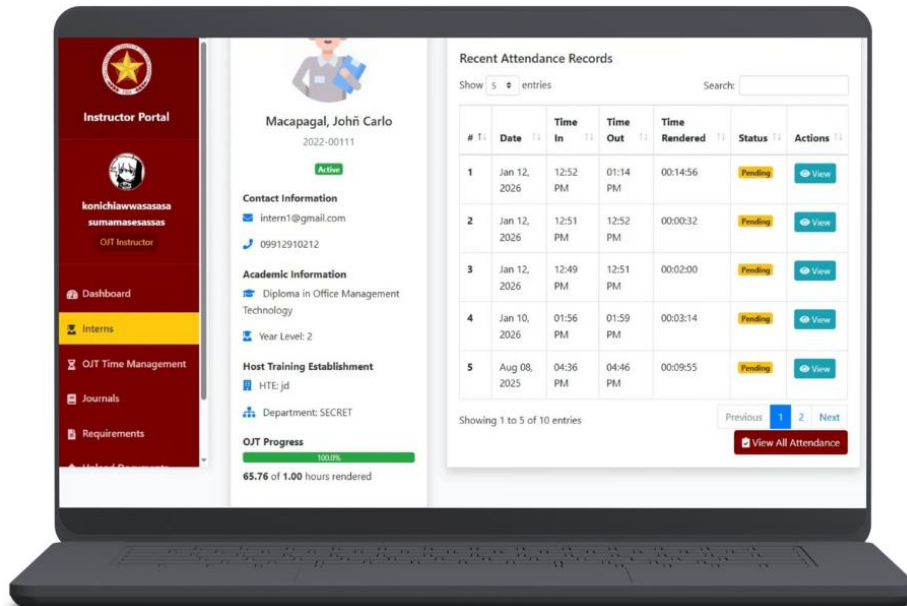 Instructor Portal
konichiawwasasasa
sumamasesassas
OJT Instructor
Dashboard
Interns
OJT Time Management
Journals
Requirements
Upload Documents
Macapagal, Johñ Carlo
2022-00111
Active
Contact Information
intern1@gmail.com
09912910212
Academic Information
Diploma in Office Management
Technology
Year Level: 2
Host Training Establishment
HTE: jd
Department: SECRET
OJT Progress
100.0%
65.76 of 1.00 hours rendered
Recent Attendance Records
Show 5 entries Search:
# Date Time In Time Out Time Rendered Status Actions
1 Jan 12, 2026 12:52 PM 01:14 PM 00:14:56 Pending View
2 Jan 12, 2026 12:51 PM 12:52 PM 00:00:32 Pending View
3 Jan 12, 2026 12:49 PM 12:51 PM 00:02:00 Pending View
4 Jan 10, 2026 01:56 PM 01:59 PM 00:03:14 Pending View
5 Aug 08, 2025 04:36 PM 04:46 PM 00:09:55 Pending View
Showing 1 to 5 of 10 entries
Previous 1 2 Next
View All Attendance